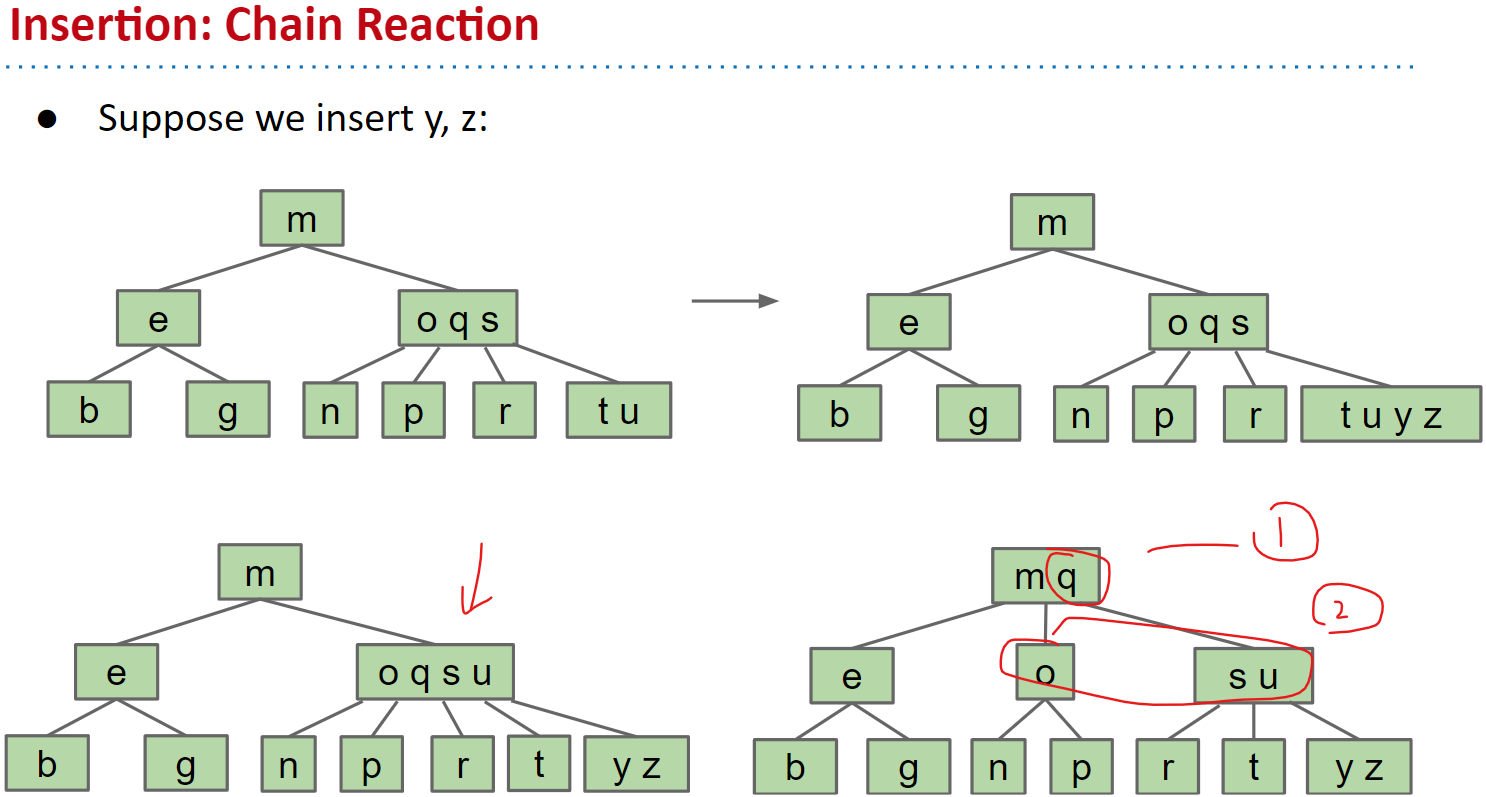 Insertion: Chain Reaction
● Suppose we insert y, z:
m
m
e
o q s
e
o q s
b
g
n
p
r
t u
b
g
n
p
r
t u y z
1
m
m q
2
e
o q s u
e
o
s u
b
g
n
p
r
t
y z
b
g
n
p
r
t
y z